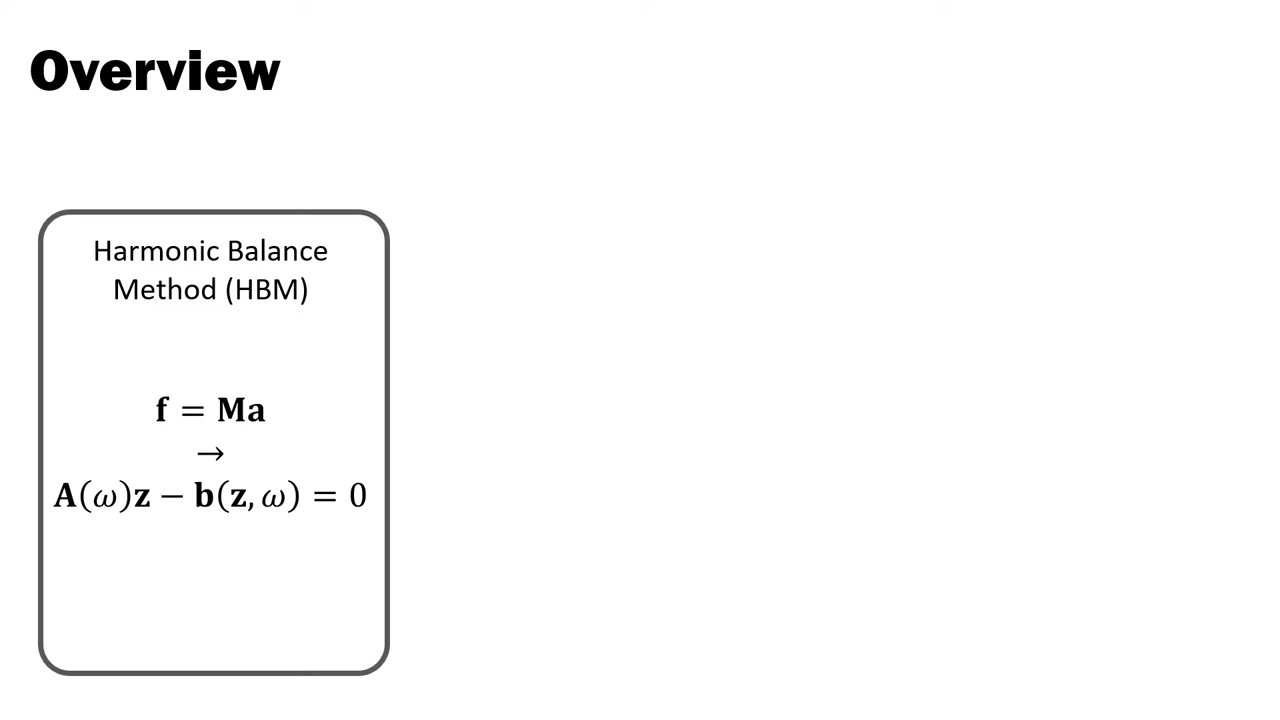 Overview
Harmonic Balance
Method (HBM)
𝐟 = 𝐌𝐚
→
𝐀(𝜔)𝐳 − 𝐛(𝐳, 𝜔) = 0